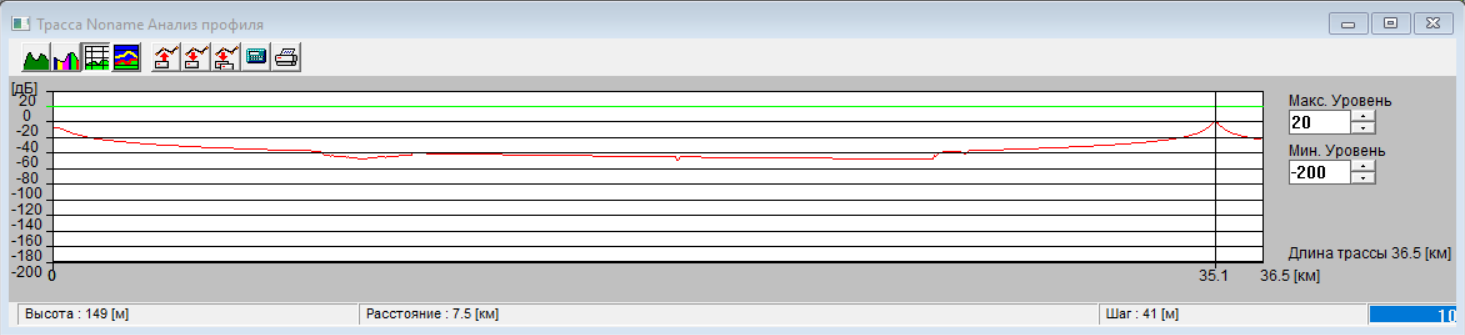 Трасса Noname Анализ профиля
[дБ]
20
0
-20
-40
-60
-80
-100
-120
-140
-160
-180
-200
0
35.1
36.5 [км]
Макс. Уровень
20
Мин. Уровень
-200
Длина трассы 36.5 [км]
Высота : 149 [м]
Расстояние : 7.5 [км]
Шаг : 41 [м]
10